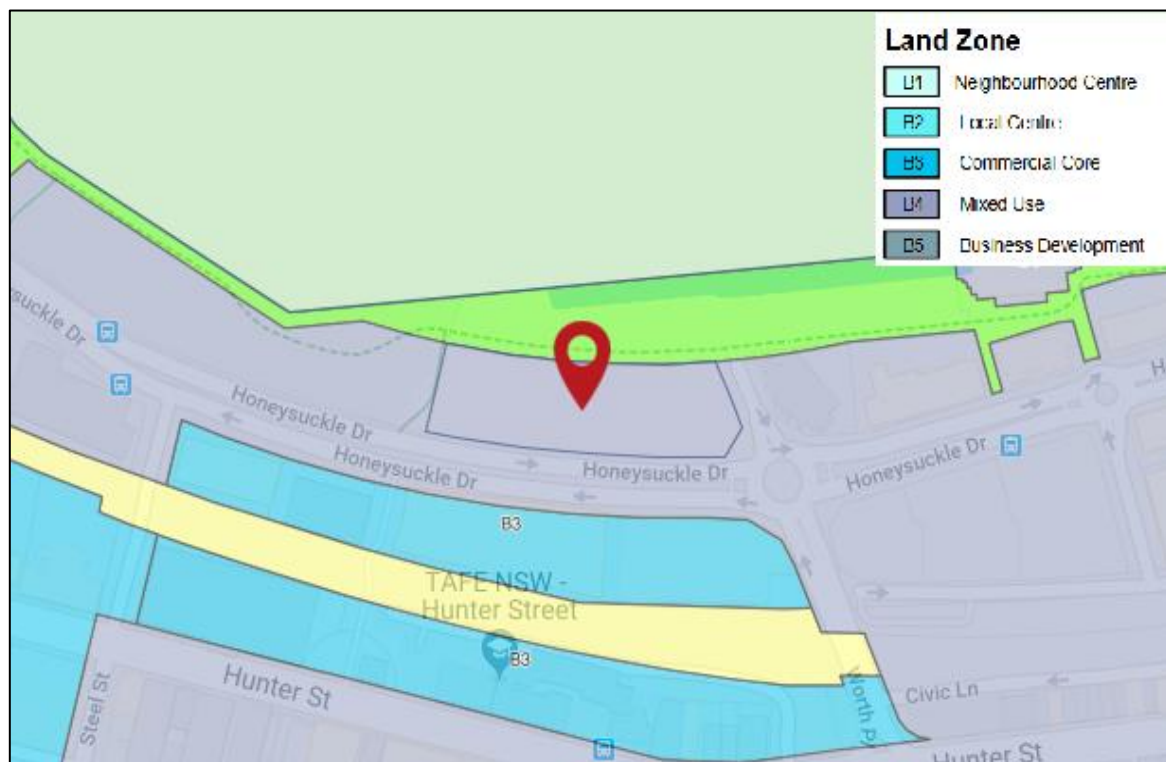 Land Zone
B1 Neighbourhood Centre
B2 Local Centre
B3 Commercial Core
B4 Mixed Use
B5 Business Development
Honeysuckle Dr
Honeysuckle Dr
Honeysuckle Dr
Honeysuckle Dr
Honeysuckle Dr
H
B3
TAFE NSW -
Hunter Street
B3
Hunter St
Steel St
Worth Pl
Civic Ln
Hunter St